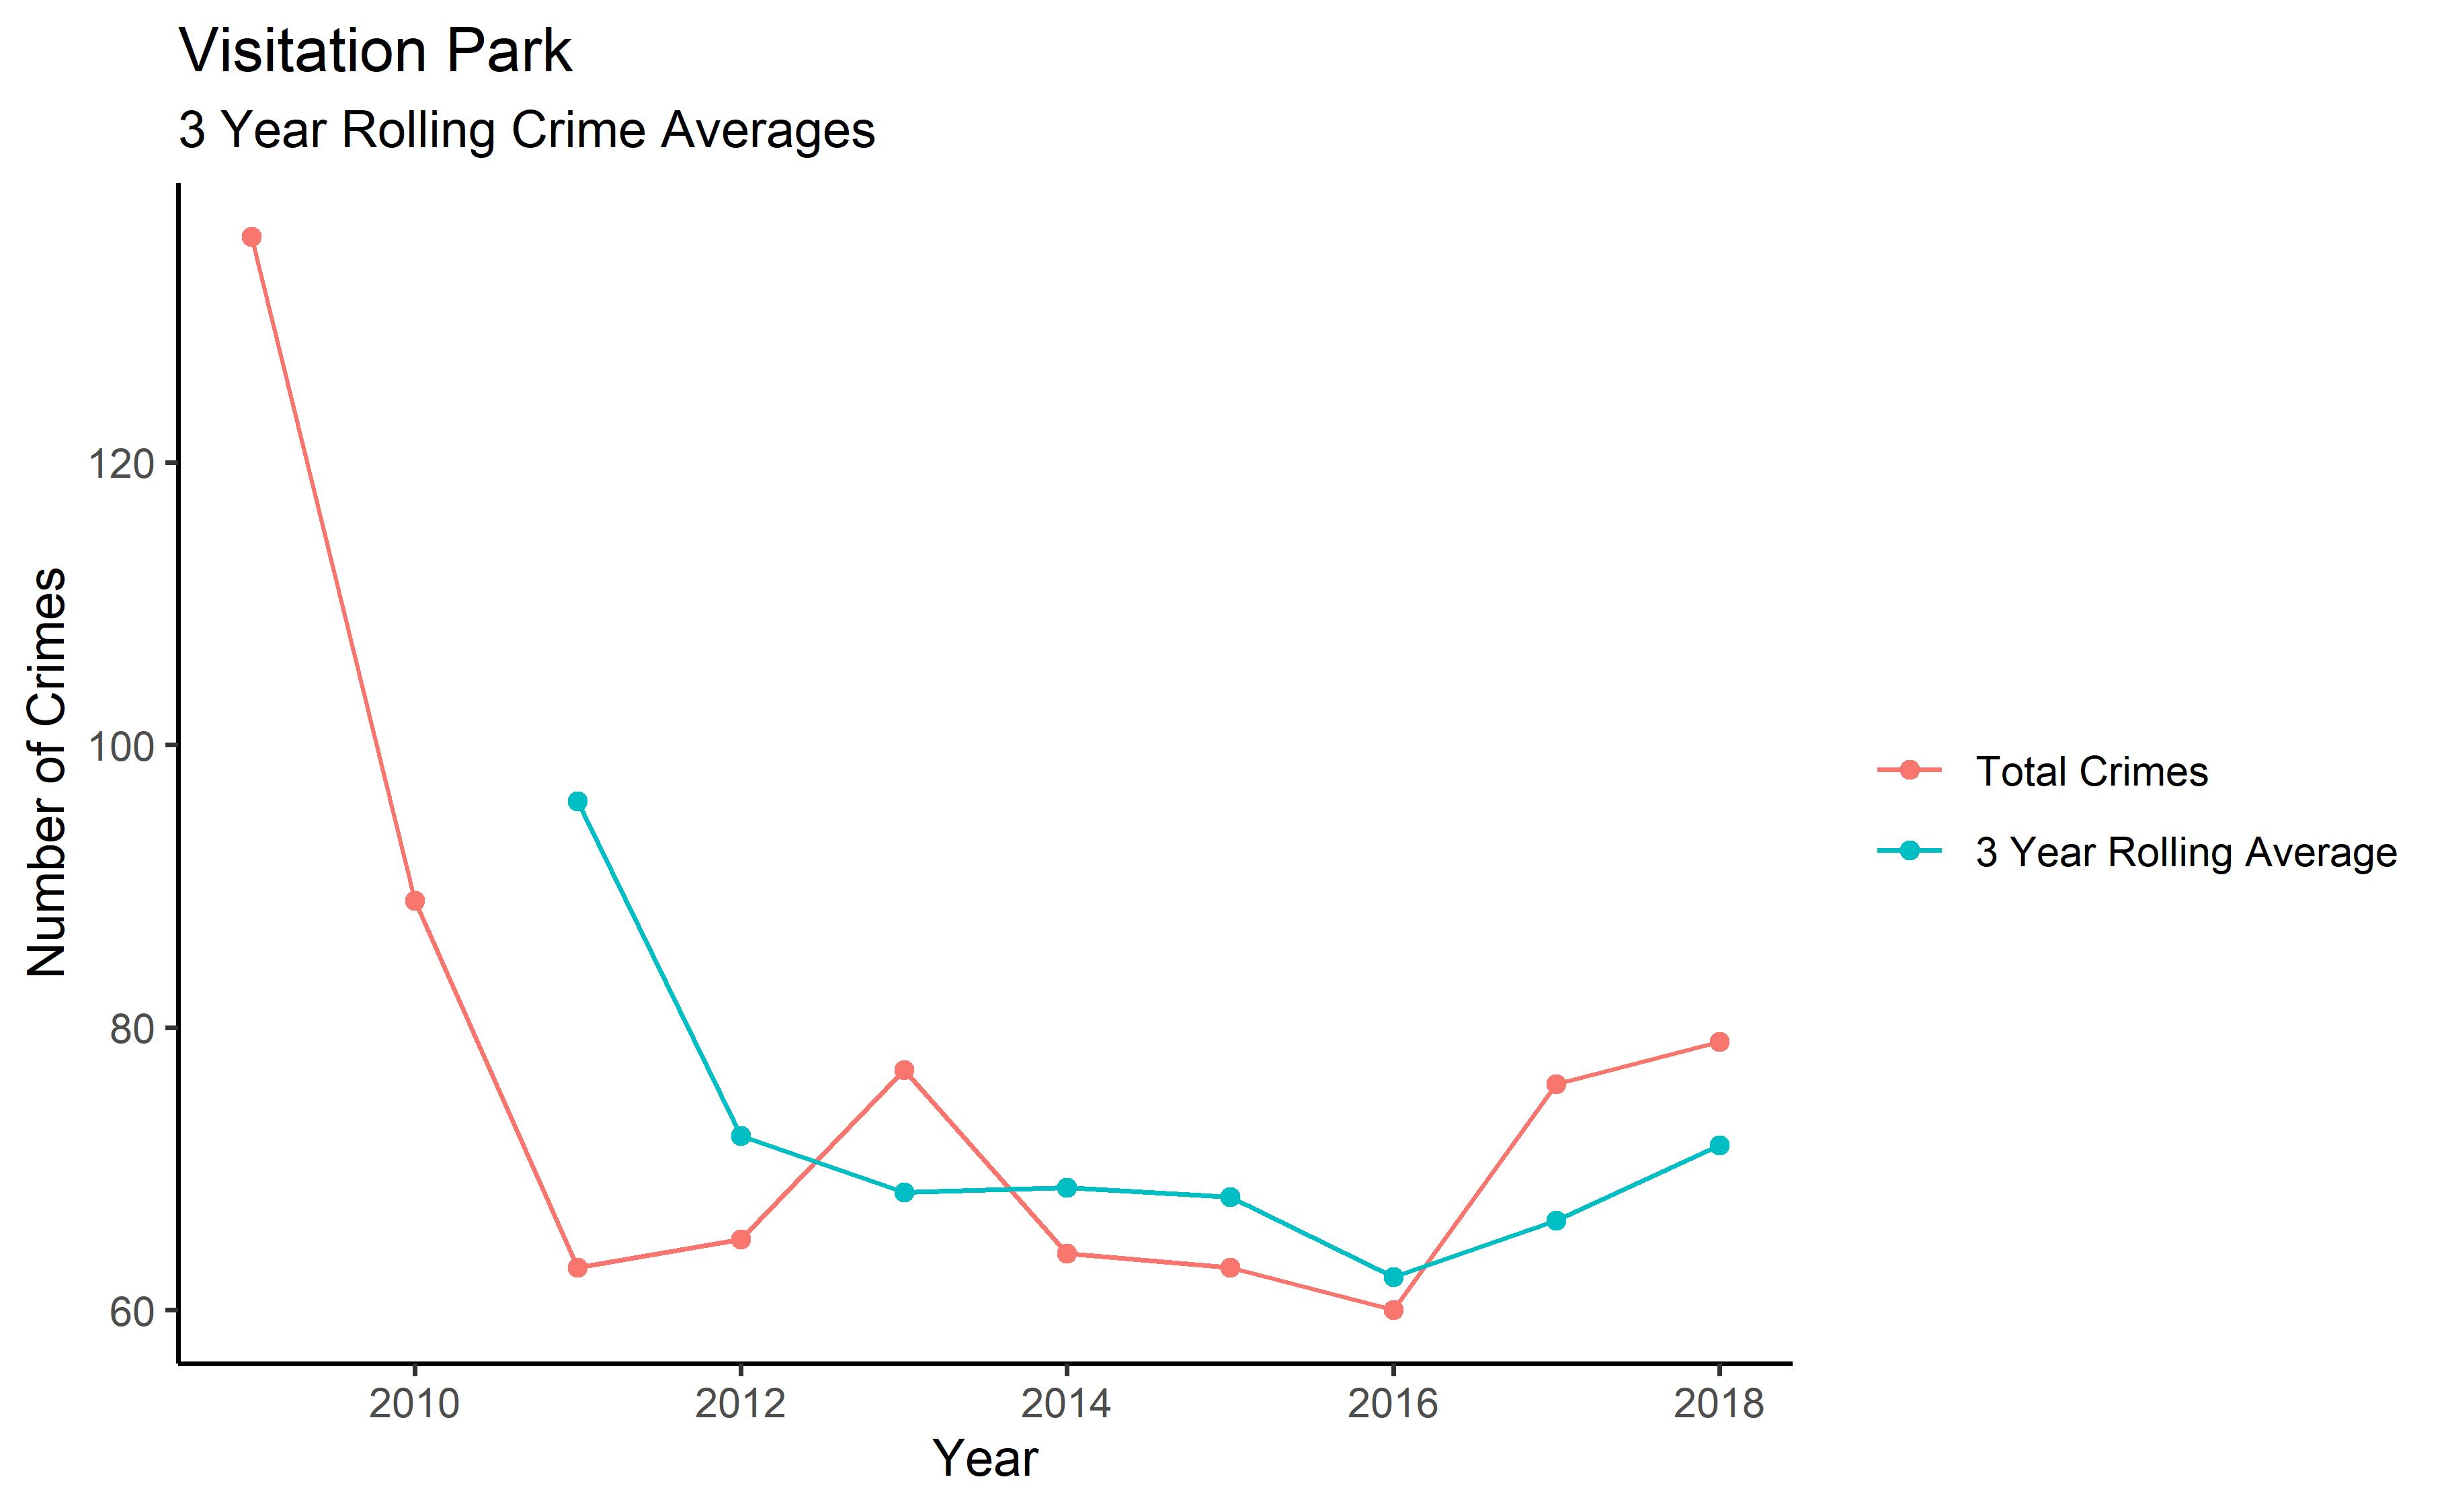 Visitation Park
3 Year Rolling Crime Averages
Number of Crimes
120
100
80
60
2010 2012 2014 2016 2018
Year
Total Crimes
3 Year Rolling Average